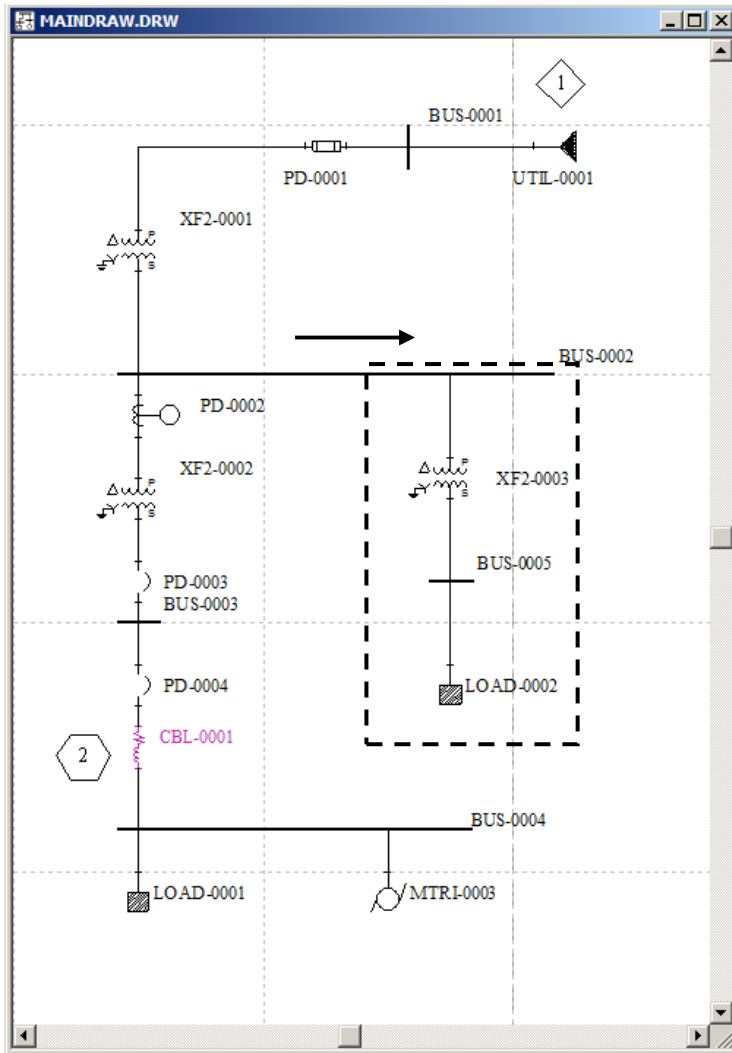 MAINDRAW.DRW
1
BUS-0001
PD-0001
UTIL-0001
XF2-0001
P
S
BUS-0002
PD-0002
XF2-0002
P
S
P
S
XF2-0003
BUS-0005
PD-0003
BUS-0003
PD-0004
LOAD-0002
CBL-0001
2
BUS-0004
LOAD-0001
MTRI-0003